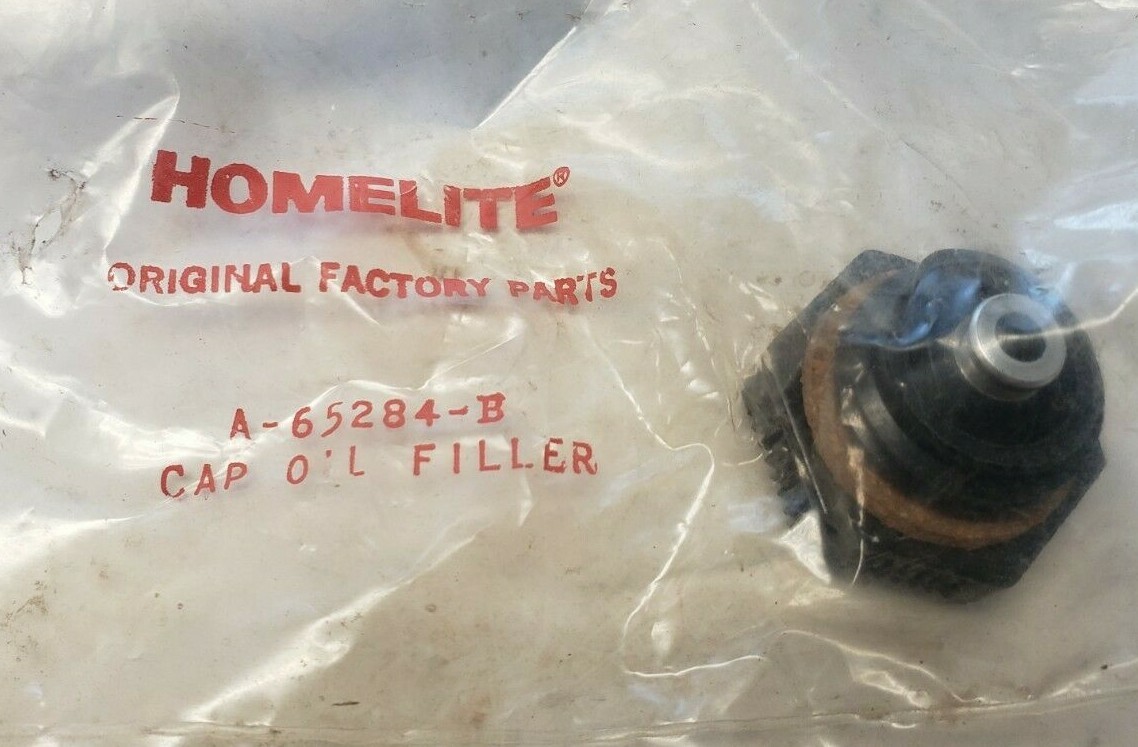 HOMELITE®
ORIGINAL FACTORY PARTS
A-65284-B
CAP OIL FILLER